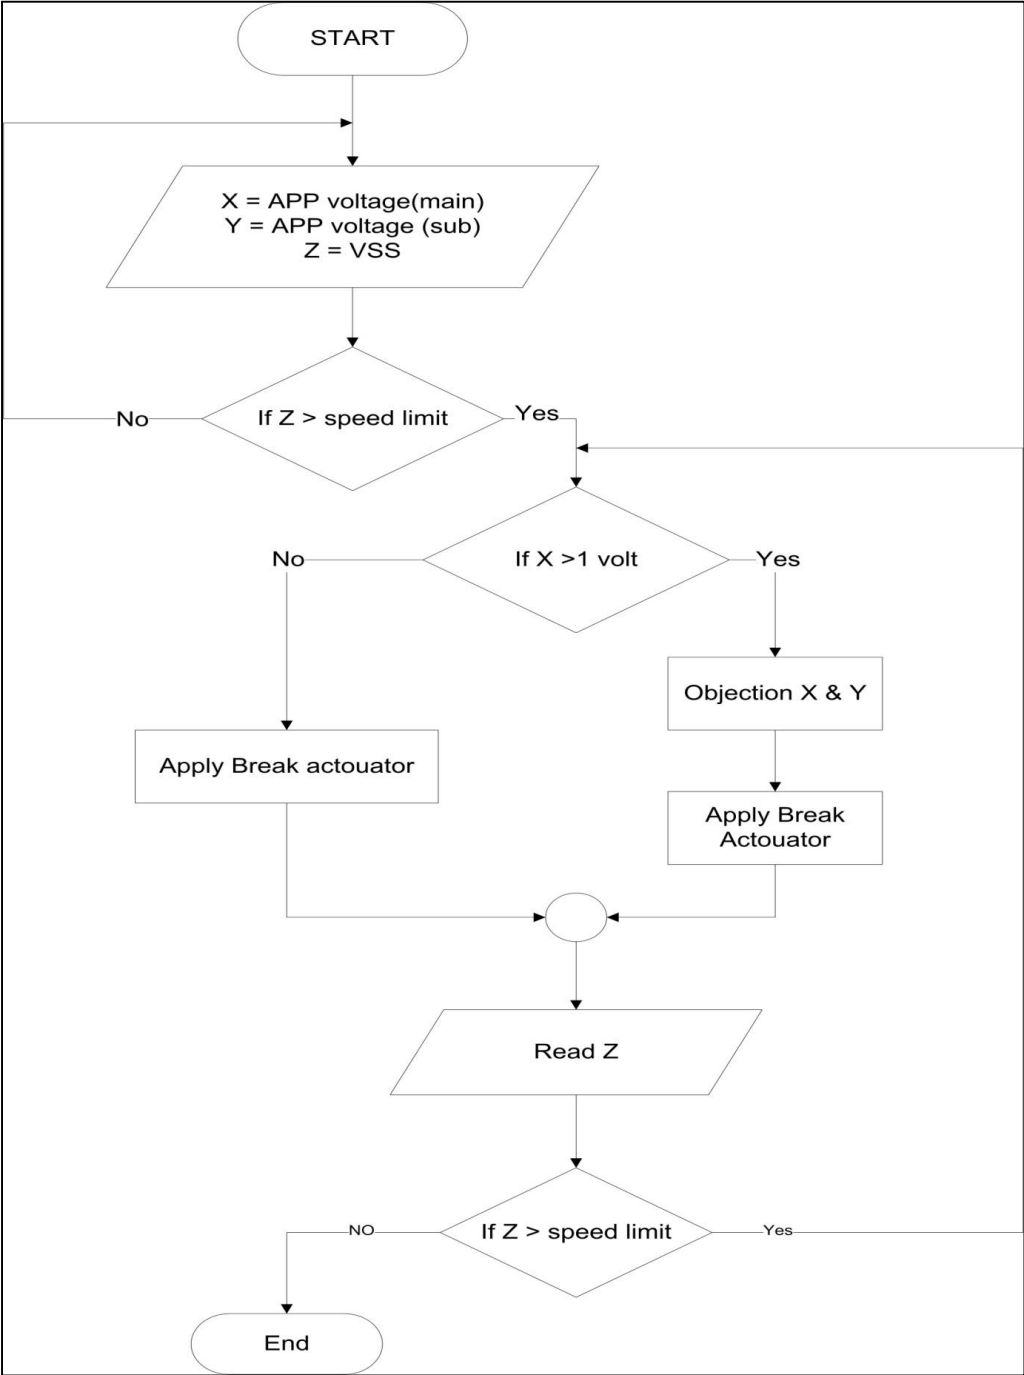 START
X = APP voltage(main)
Y = APP voltage (sub)
Z = VSS
If Z > speed limit
No
Yes
If X >1 volt
No
Yes
Objection X & Y
Apply Break actouator
Apply Break
Actouator
Read Z
If Z > speed limit
NO
Yes
End